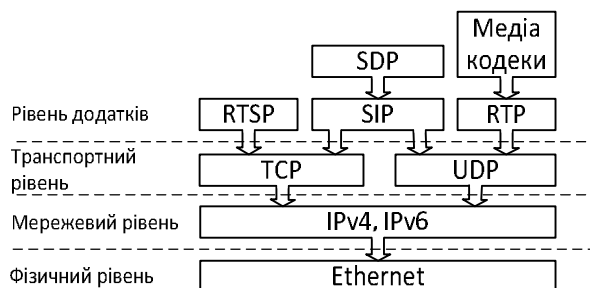 Медіа
кодеки
SDP
Рівень додатків
RTSP
SIP
RTP
Транспортний
рівень
TCP
UDP
Мережевий рівень
IPv4, IPv6
Фізичний рівень
Ethernet